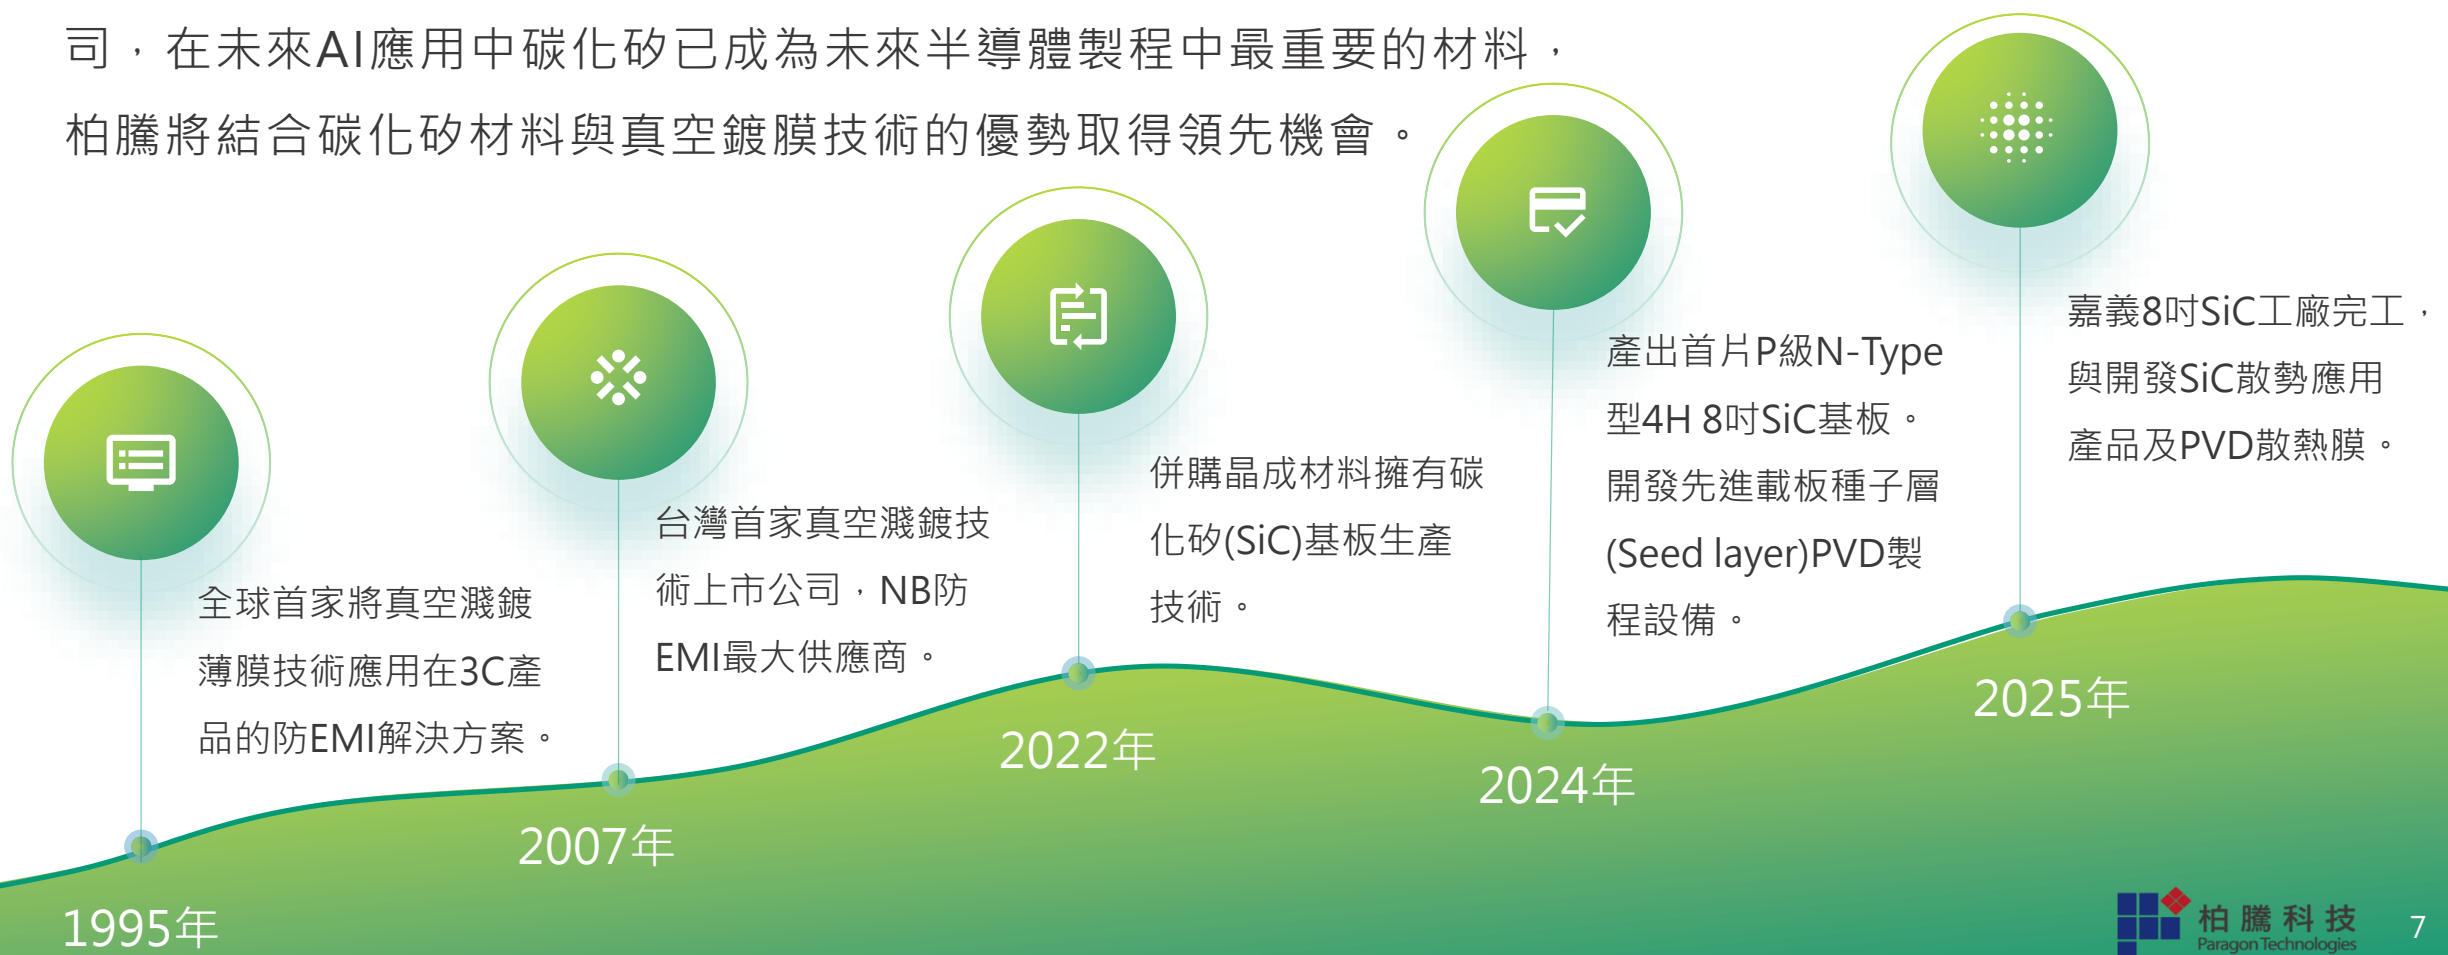 司，在未來AI應用中碳化矽已成為未來半導體製程中最重要的材料，
柏騰將結合碳化矽材料與真空鍍膜技術的優勢取得領先機會。
全球首家將真空濺鍍
薄膜技術應用在3C產
品的防EMI解決方案。
1995年
台灣首家真空濺鍍技
術上市公司，NB防
EMI最大供應商。
2007年
併購晶成材料擁有碳
化矽(SiC)基板生產
技術。
2022年
產出首片P級N-Type
型4H 8吋SiC基板。
開發先進載板種子層
(Seed layer)PVD製
程設備。
2024年
嘉義8吋SiC工廠完工，
與開發SiC散勢應用
產品及PVD散熱膜。
2025年
柏騰科技
Paragon Technologies
7